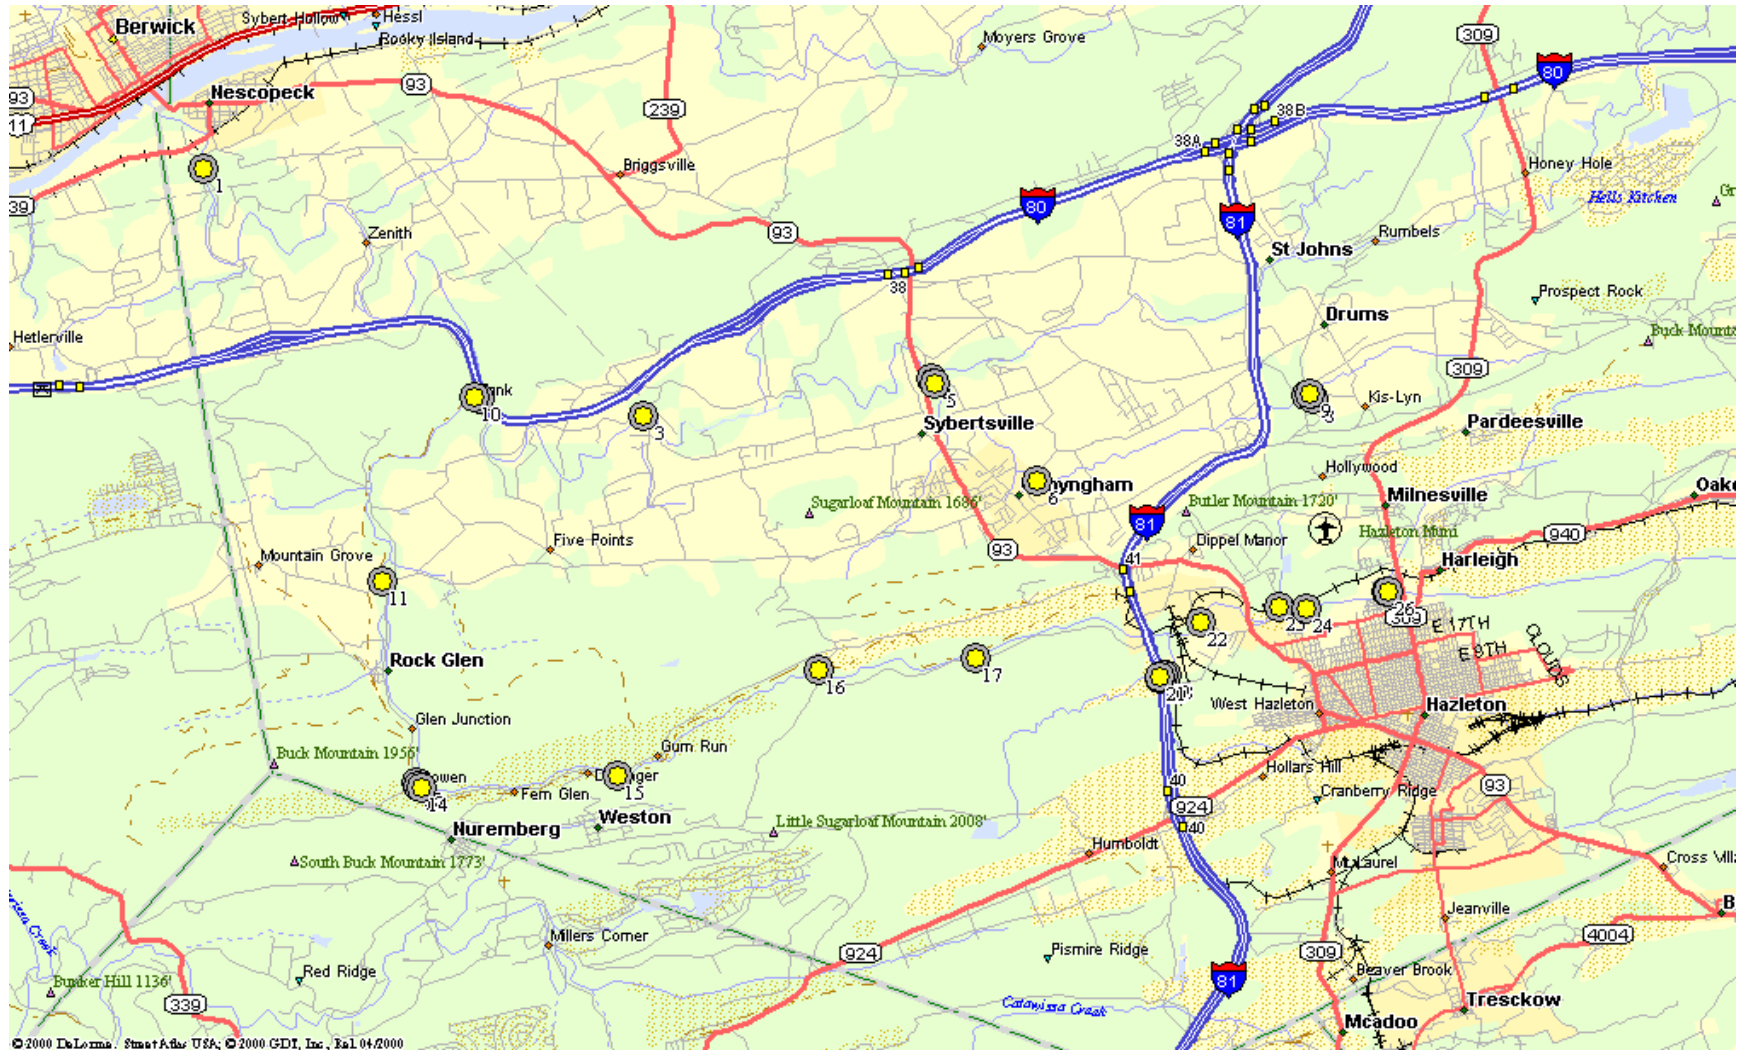 Sybert Hollow
Hessl
Berwick
Rocky Island
Moyers Grove
309
80
93
11
Nescopeck
93
239
38B
38A
Briggsville
Honey Hole
1
39
80
Hells Kitchen
81
Zenith
93
Rumbels
St Johns
38
Prospect Rock
Drums
Hetlerville
309
10
3
5
9
Kis-Lyn
Sybertsville
Pardeesville
Hollywood
6
Sugarloaf Mountain 1686'
Butler Mountain 1720'
Milnesville
81
Hazleton Muni
940
Five Points
93
Dippel Manor
Mountain Grove
41
Harleigh
11
26
309
22
24
E 17TH
E 9TH
CLOUDS
Rock Glen
16
17
West Hazleton
Hazleton
Glen Junction
Gum Run
Buck Mountain 1956'
Hollars Hill
40
93
14
Fern Glen
15
Cranberry Ridge
924
Weston
Nuremberg
Little Sugarloaf Mountain 2008'
40
Humboldt
South Buck Mountain 1773'
Mt Laurel
Jeanville
Millers Corner
924
Pismire Ridge
309
4004
Red Ridge
Beaver Brook
Bunker Hill 1136'
81
339
Catawissa Creek
Tresckow
Mcadoo
© 2000 DeLorme. Street Atlas USA; © 2000 GDT, Inc., Rel. 04/2000